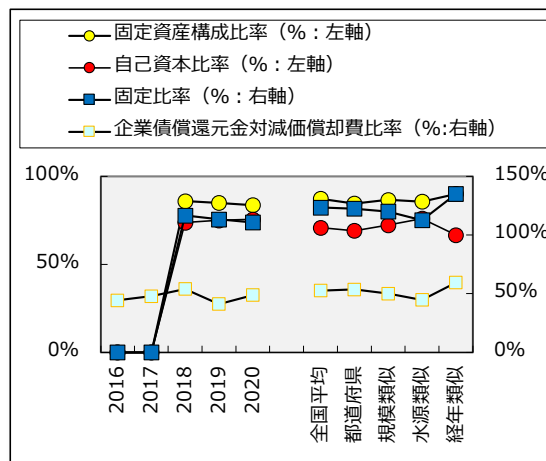 固定資産構成比率（%：左軸）
自己資本比率（%：左軸）
固定比率（%：右軸）
企業債償還元金対減価償却費比率（%:右軸）
100%
50%
0%
150%
100%
50%
0%
2016
2017
2018
2019
2020
全国平均
都道府県
規模類似
水源類似
経年類似